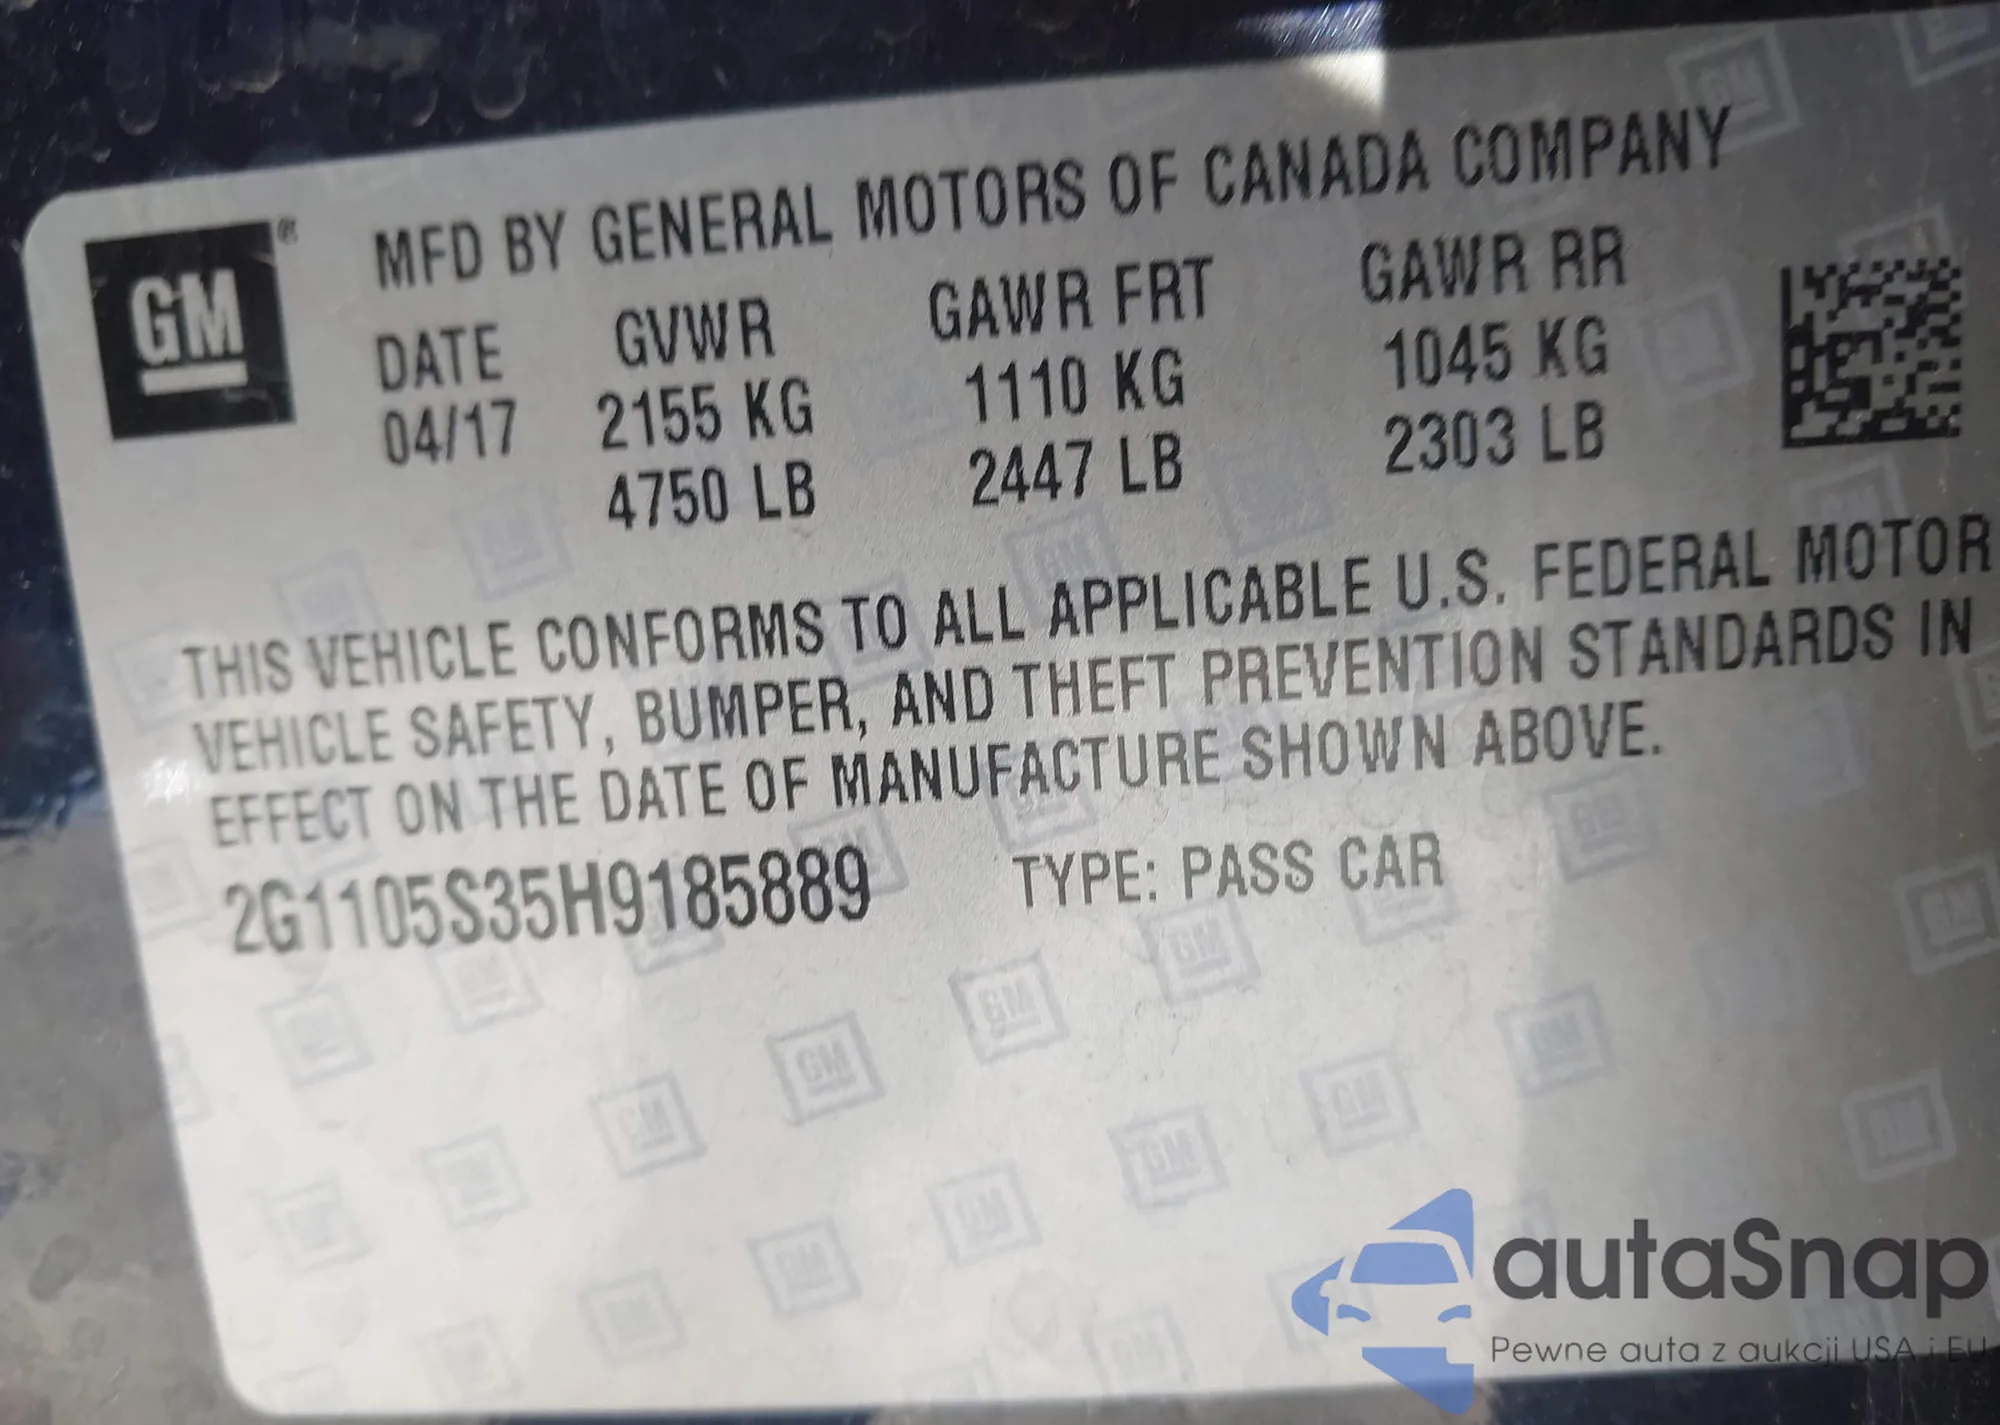 GM ® MFD BY GENERAL MOTORS OF CANADA COMPANY
DATE GVWR GAWR FRT GAWR RR
04/17 2155 KG 1110 KG 1045 KG
4750 LB 2447 LB 2303 LB
THIS VEHICLE CONFORMS TO ALL APPLICABLE U.S. FEDERAL MOTOR
VEHICLE SAFETY, BUMPER, AND THEFT PREVENTION STANDARDS IN
EFFECT ON THE DATE OF MANUFACTURE SHOWN ABOVE.
2G1105S35H9185889 TYPE: PASS CAR
autaSnap
Pewne auta z aukcji USA i EU